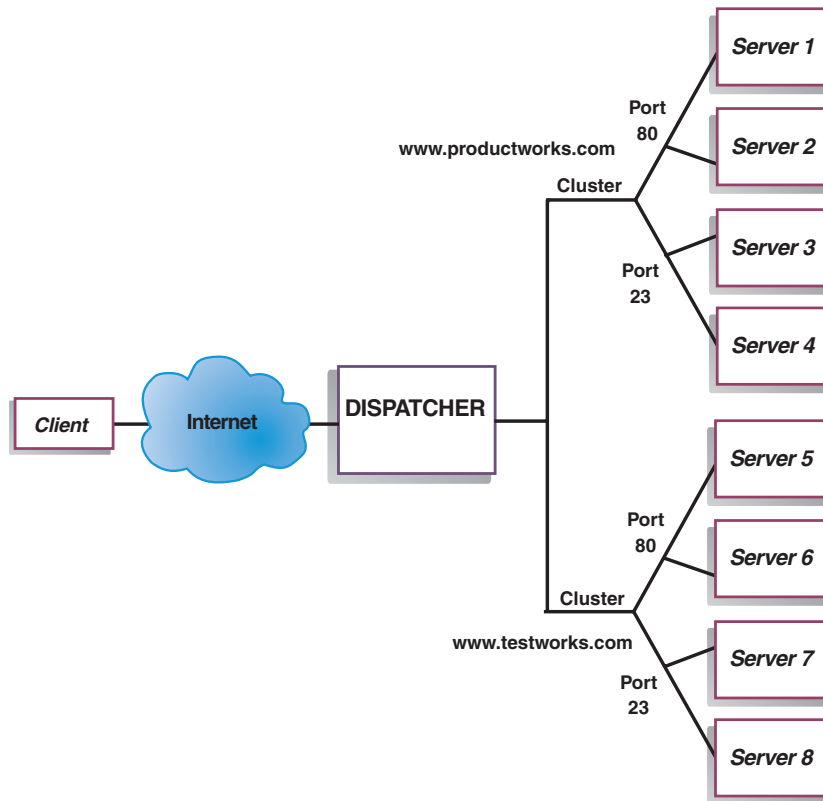 Server 1
Port
80
www.productworks.com
Server 2
Cluster
Server 3
Port
23
Server 4
Client
Internet
DISPATCHER
Server 5
Port
80
Server 6
Cluster
www.testworks.com
Server 7
Port
23
Server 8